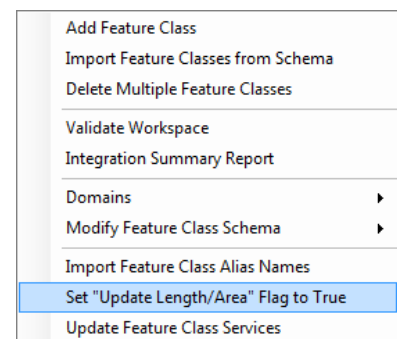 Add Feature Class
Import Feature Classes from Schema
Delete Multiple Feature Classes
Validate Workspace
Integration Summary Report
Domains
Modify Feature Class Schema
Import Feature Class Alias Names
Set "Update Length/Area" Flag to True
Update Feature Class Services